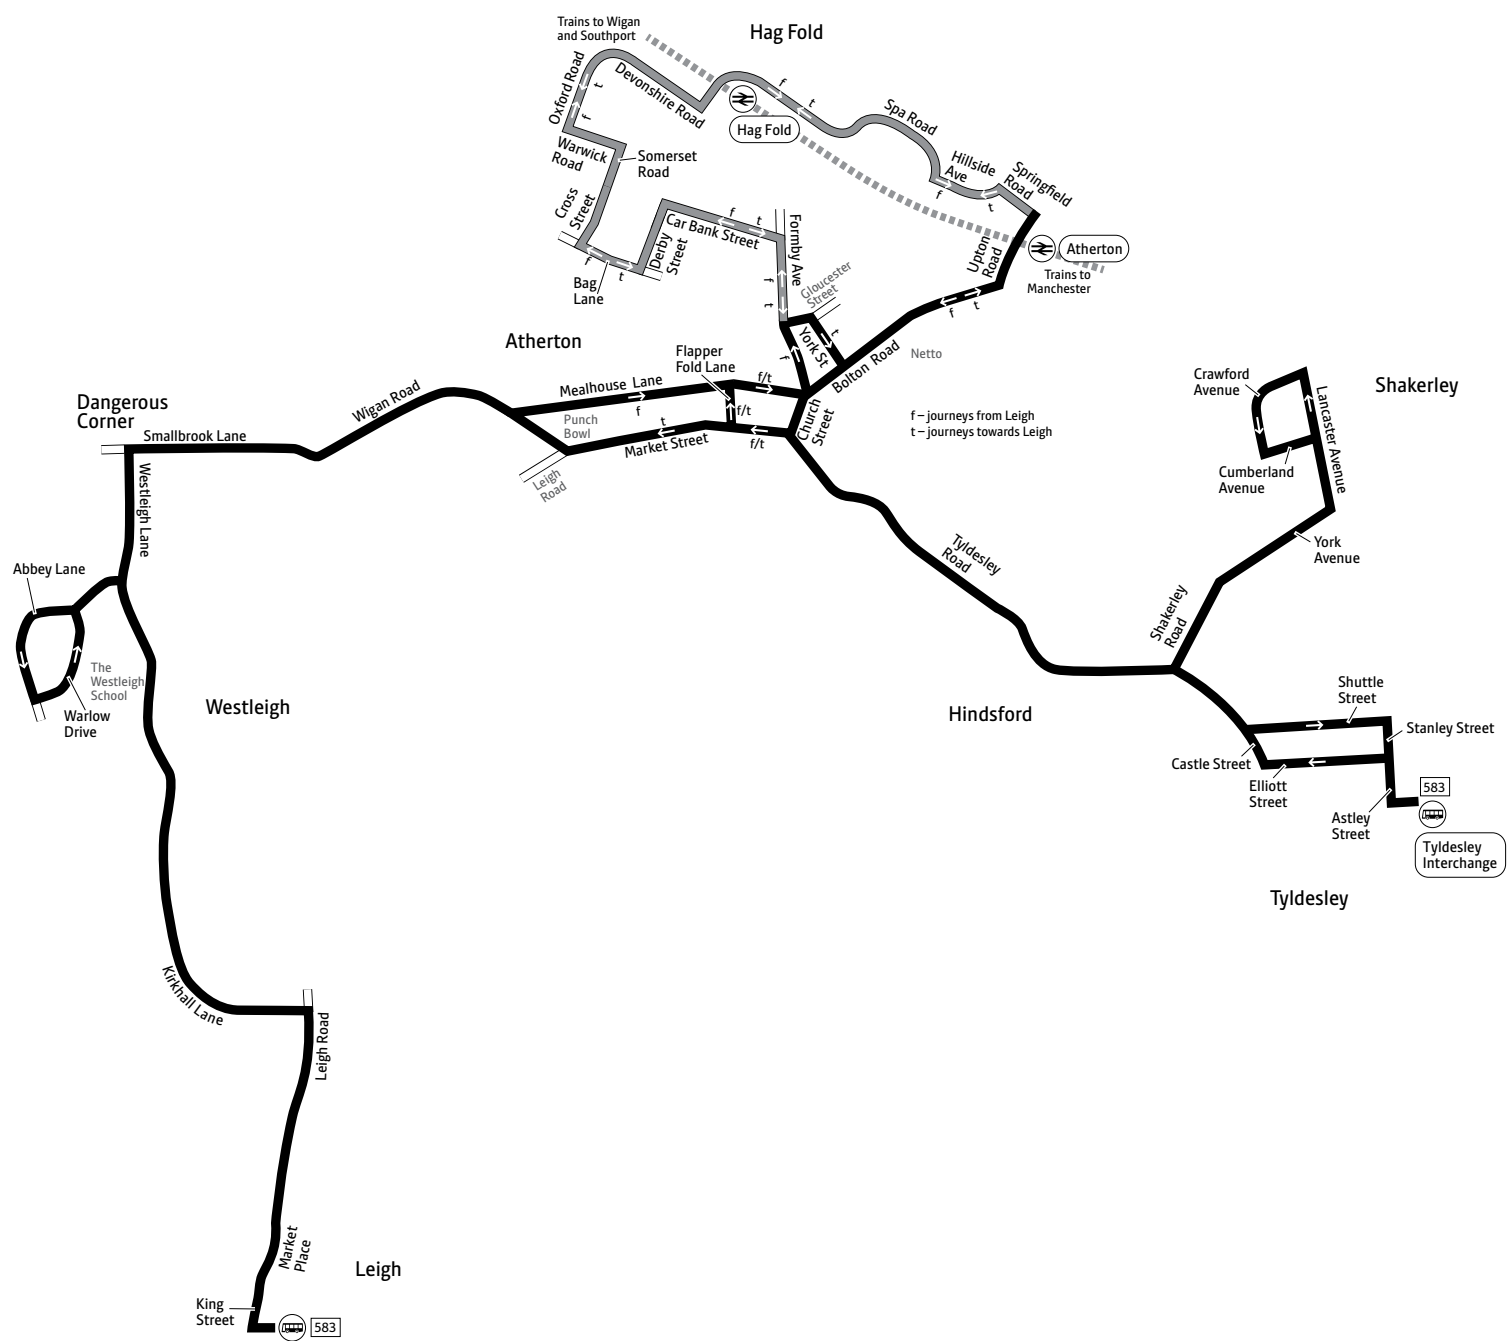 Trains to Wigan
and Southport
Hag Fold
Oxford Road
t
f
Devonshire Road
f
t
Hag Fold
Spa Road
Warwick
Road
Somerset
Road
Hillside
Ave
f
t
Springfield
Road
Cross
Street
f
t
Bag
Lane
Derby
Street
Car Bank Street
f
t
Formby Ave
f
t
Upton
Road
Atherton
Trains to
Manchester
f
t
Gloucester
Street
York St
t
f
Bolton Road
Netto
Atherton
Flapper
Fold Lane
Mealhouse Lane
f
f/t
f/t
f/t
Punch
Bowl
t
Market Street
Church
Street
Leigh
Road
f – journeys from Leigh
t – journeys towards Leigh
Wigan Road
Dangerous
Corner
Smallbrook Lane
Westleigh Lane
Abbey Lane
The
Westleigh
School
Warlow
Drive
Westleigh
Crawford
Avenue
Shakerley
Lancaster Avenue
Cumberland
Avenue
York
Avenue
Tyldesley
Road
Shakerley
Road
Hindsford
Shuttle
Street
Stanley Street
Castle Street
Elliott
Street
583
Astley
Street
Tyldesley
Interchange
Tyldesley
Kirkhall Lane
Leigh Road
Market
Place
Leigh
King
Street
583